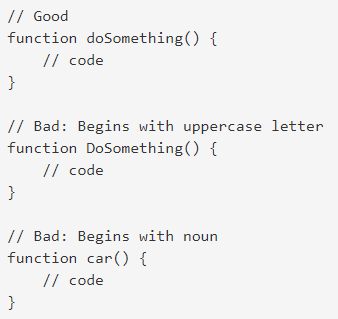 // Good
function doSomething() {
    // code
}
// Bad: Begins with uppercase letter
function DoSomething() {
    // code
}
// Bad: Begins with noun
function car() {
    // code
}